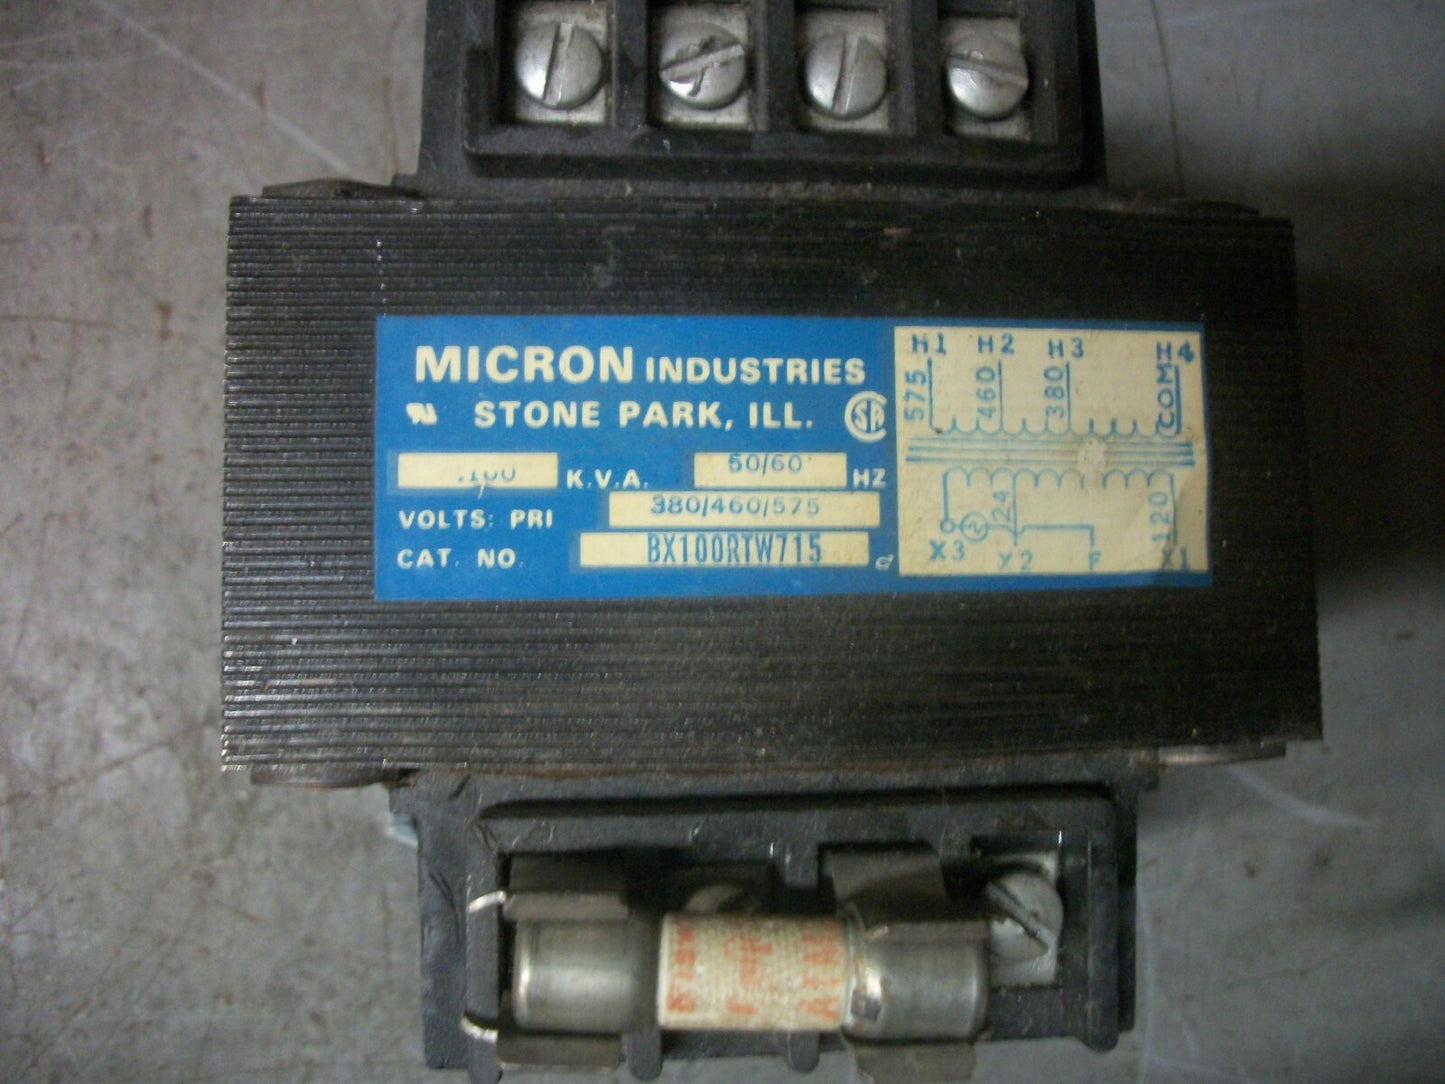 MICRON INDUSTRIES
STONE PARK, ILL.
.100 K.V.A. 50/60 HZ
VOLTS: PRI 380/460/575
CAT. NO. BX100RTW715
H1 H2 H3 H4
575 460 380 COM
24 120
X3 X2 F X1